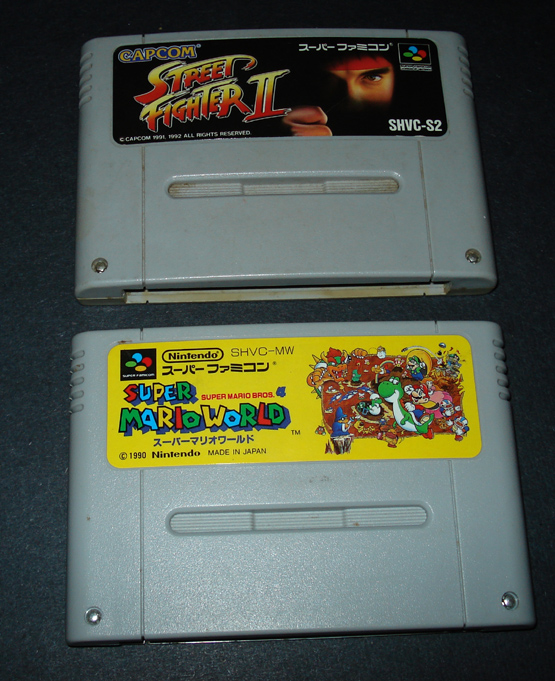 CAPCOM
スーパーファミコン
STREET
FIGHTER II
© CAPCOM 1991, 1992 ALL RIGHTS RESERVED.
SHVC-S2
Nintendo SHVC-MW
スーパーファミコン
SUPER FAMICOM
SUPER SUPER MARIO BROS. 4
MARIO WORLD
スーパーマリオワールド TM
© 1990 Nintendo MADE IN JAPAN